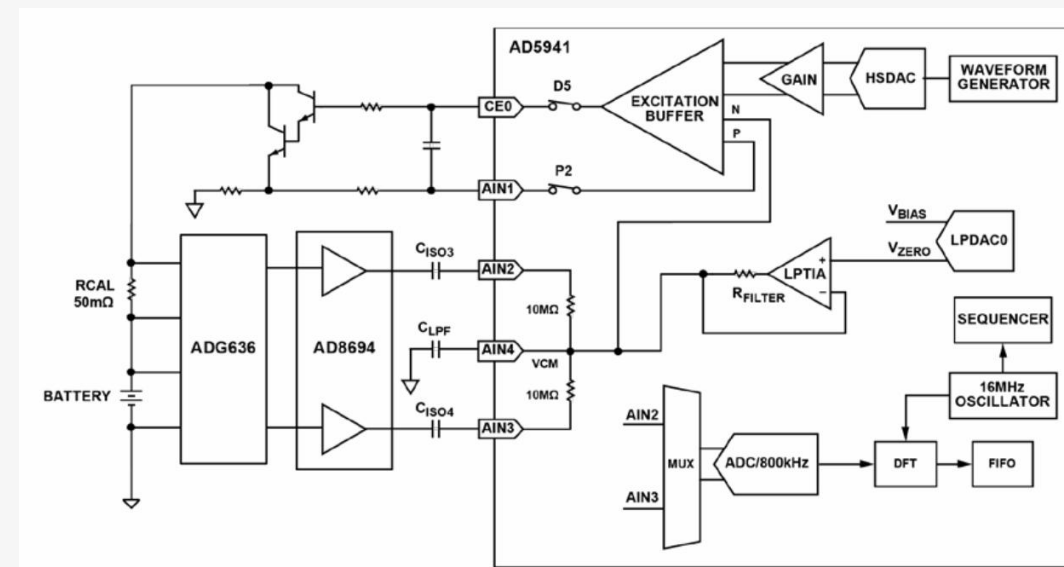 AD5941
CE0
D5
EXCITATION
BUFFER
N
P
GAIN
HSDAC
WAVEFORM
GENERATOR
AIN1
P2
RCAL
50mΩ
BATTERY
ADG636
AD8694
CISO3
AIN2
10MΩ
CLPF
AIN4
VCM
10MΩ
CISO4
AIN3
RFILTER
LPTIA
+
−
VBIAS
VZERO
LPDAC0
SEQUENCER
16MHz
OSCILLATOR
AIN2
AIN3
MUX
ADC/800kHz
DFT
FIFO